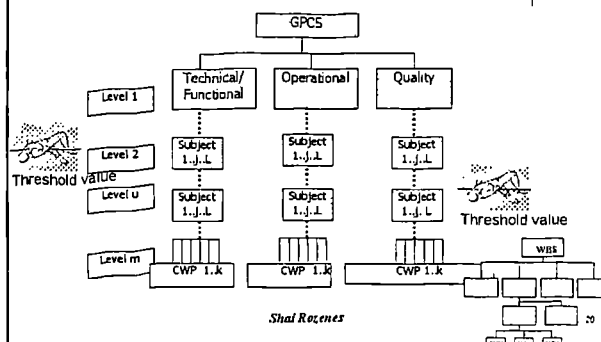 GPCS
Technical/
Functional
Operational
Quality
Level 1
Level 2
Subject
1..j..L
Subject
1..j..L
Subject
1..j..L
Threshold value
Level u
Subject
1..j..L
Subject
1..j..L
Subject
1..j..L
Threshold value
Level m
CWP 1..k
CWP 1..k
CWP 1..k
WBS
Shai Rozenes
20